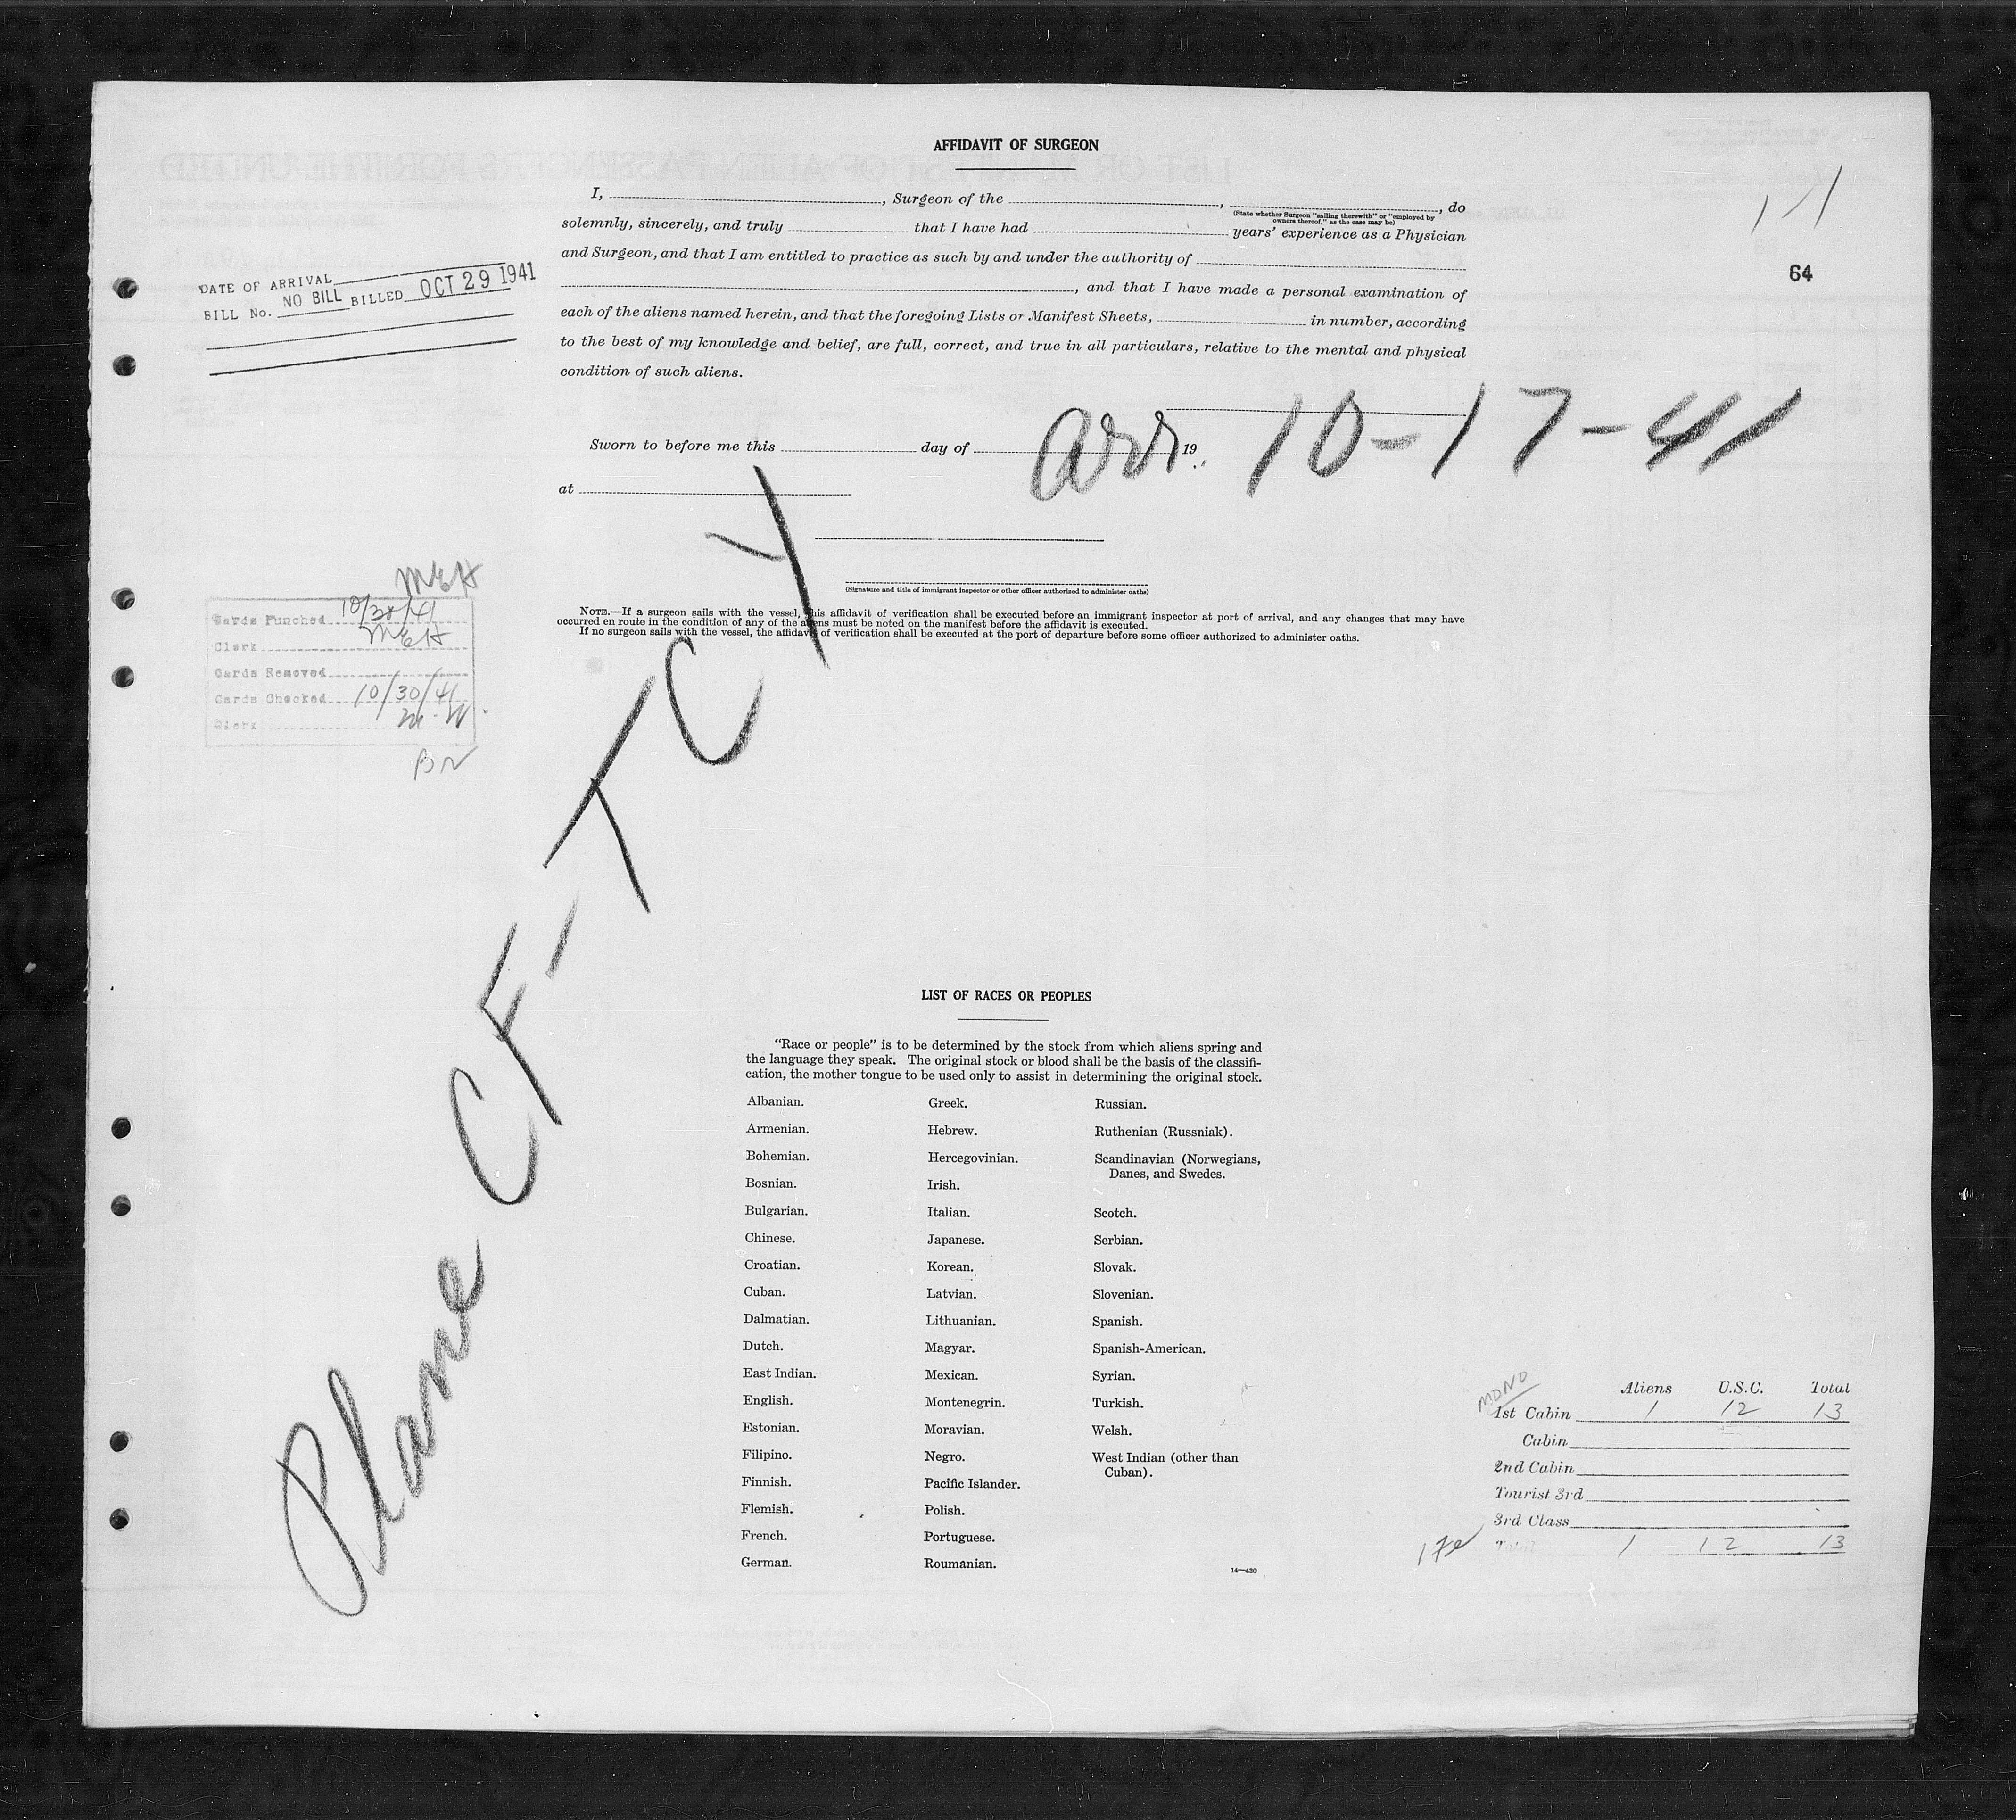 AFFIDAVIT OF SURGEON
I, , Surgeon of the , , do
(State whether Surgeon "sailing therewith" or "employed by
owners thereof," as the case may be)
solemnly, sincerely, and truly that I have had years' experience as a Physician
and Surgeon, and that I am entitled to practice as such by and under the authority of
, and that I have made a personal examination of
each of the aliens named herein, and that the foregoing Lists or Manifest Sheets, in number, according
to the best of my knowledge and belief, are full, correct, and true in all particulars, relative to the mental and physical
condition of such aliens.
64
DATE OF ARRIVAL
BILL No. NO BILL BILLED OCT 29 1941
Arr. 10-17-41
Sworn to before me this day of 19
at
(Signature and title of immigrant inspector or other officer authorized to administer oaths)
NOTE.—If a surgeon sails with the vessel, this affidavit of verification shall be executed before an immigrant inspector at port of arrival, and any changes that may have
occurred en route in the condition of any of the aliens must be noted on the manifest before the affidavit is executed.
If no surgeon sails with the vessel, the affidavit of verification shall be executed at the port of departure before some officer authorized to administer oaths.
MEH
Cards Punched 10/30/41
Clerk MEH
Cards Removed
Cards Checked 10/30/41
Clerk
BN
Plane CF-TCY
LIST OF RACES OR PEOPLES
"Race or people" is to be determined by the stock from which aliens spring and
the language they speak. The original stock or blood shall be the basis of the classifi-
cation, the mother tongue to be used only to assist in determining the original stock.
Albanian.
Armenian.
Bohemian.
Bosnian.
Bulgarian.
Chinese.
Croatian.
Cuban.
Dalmatian.
Dutch.
East Indian.
English.
Estonian.
Filipino.
Finnish.
Flemish.
French.
German.
Greek.
Hebrew.
Hercegovinian.
Irish.
Italian.
Japanese.
Korean.
Latvian.
Lithuanian.
Magyar.
Mexican.
Montenegrin.
Moravian.
Negro.
Pacific Islander.
Polish.
Portuguese.
Roumanian.
Russian.
Ruthenian (Russniak).
Scandinavian (Norwegians,
Danes, and Swedes.
Scotch.
Serbian.
Slovak.
Slovenian.
Spanish.
Spanish-American.
Syrian.
Turkish.
Welsh.
West Indian (other than
Cuban).
14—430
MONO
Aliens U.S.C. Total
1st Cabin 1 12 13
Cabin
2nd Cabin
Tourist 3rd
3rd Class
Total 1 12 13